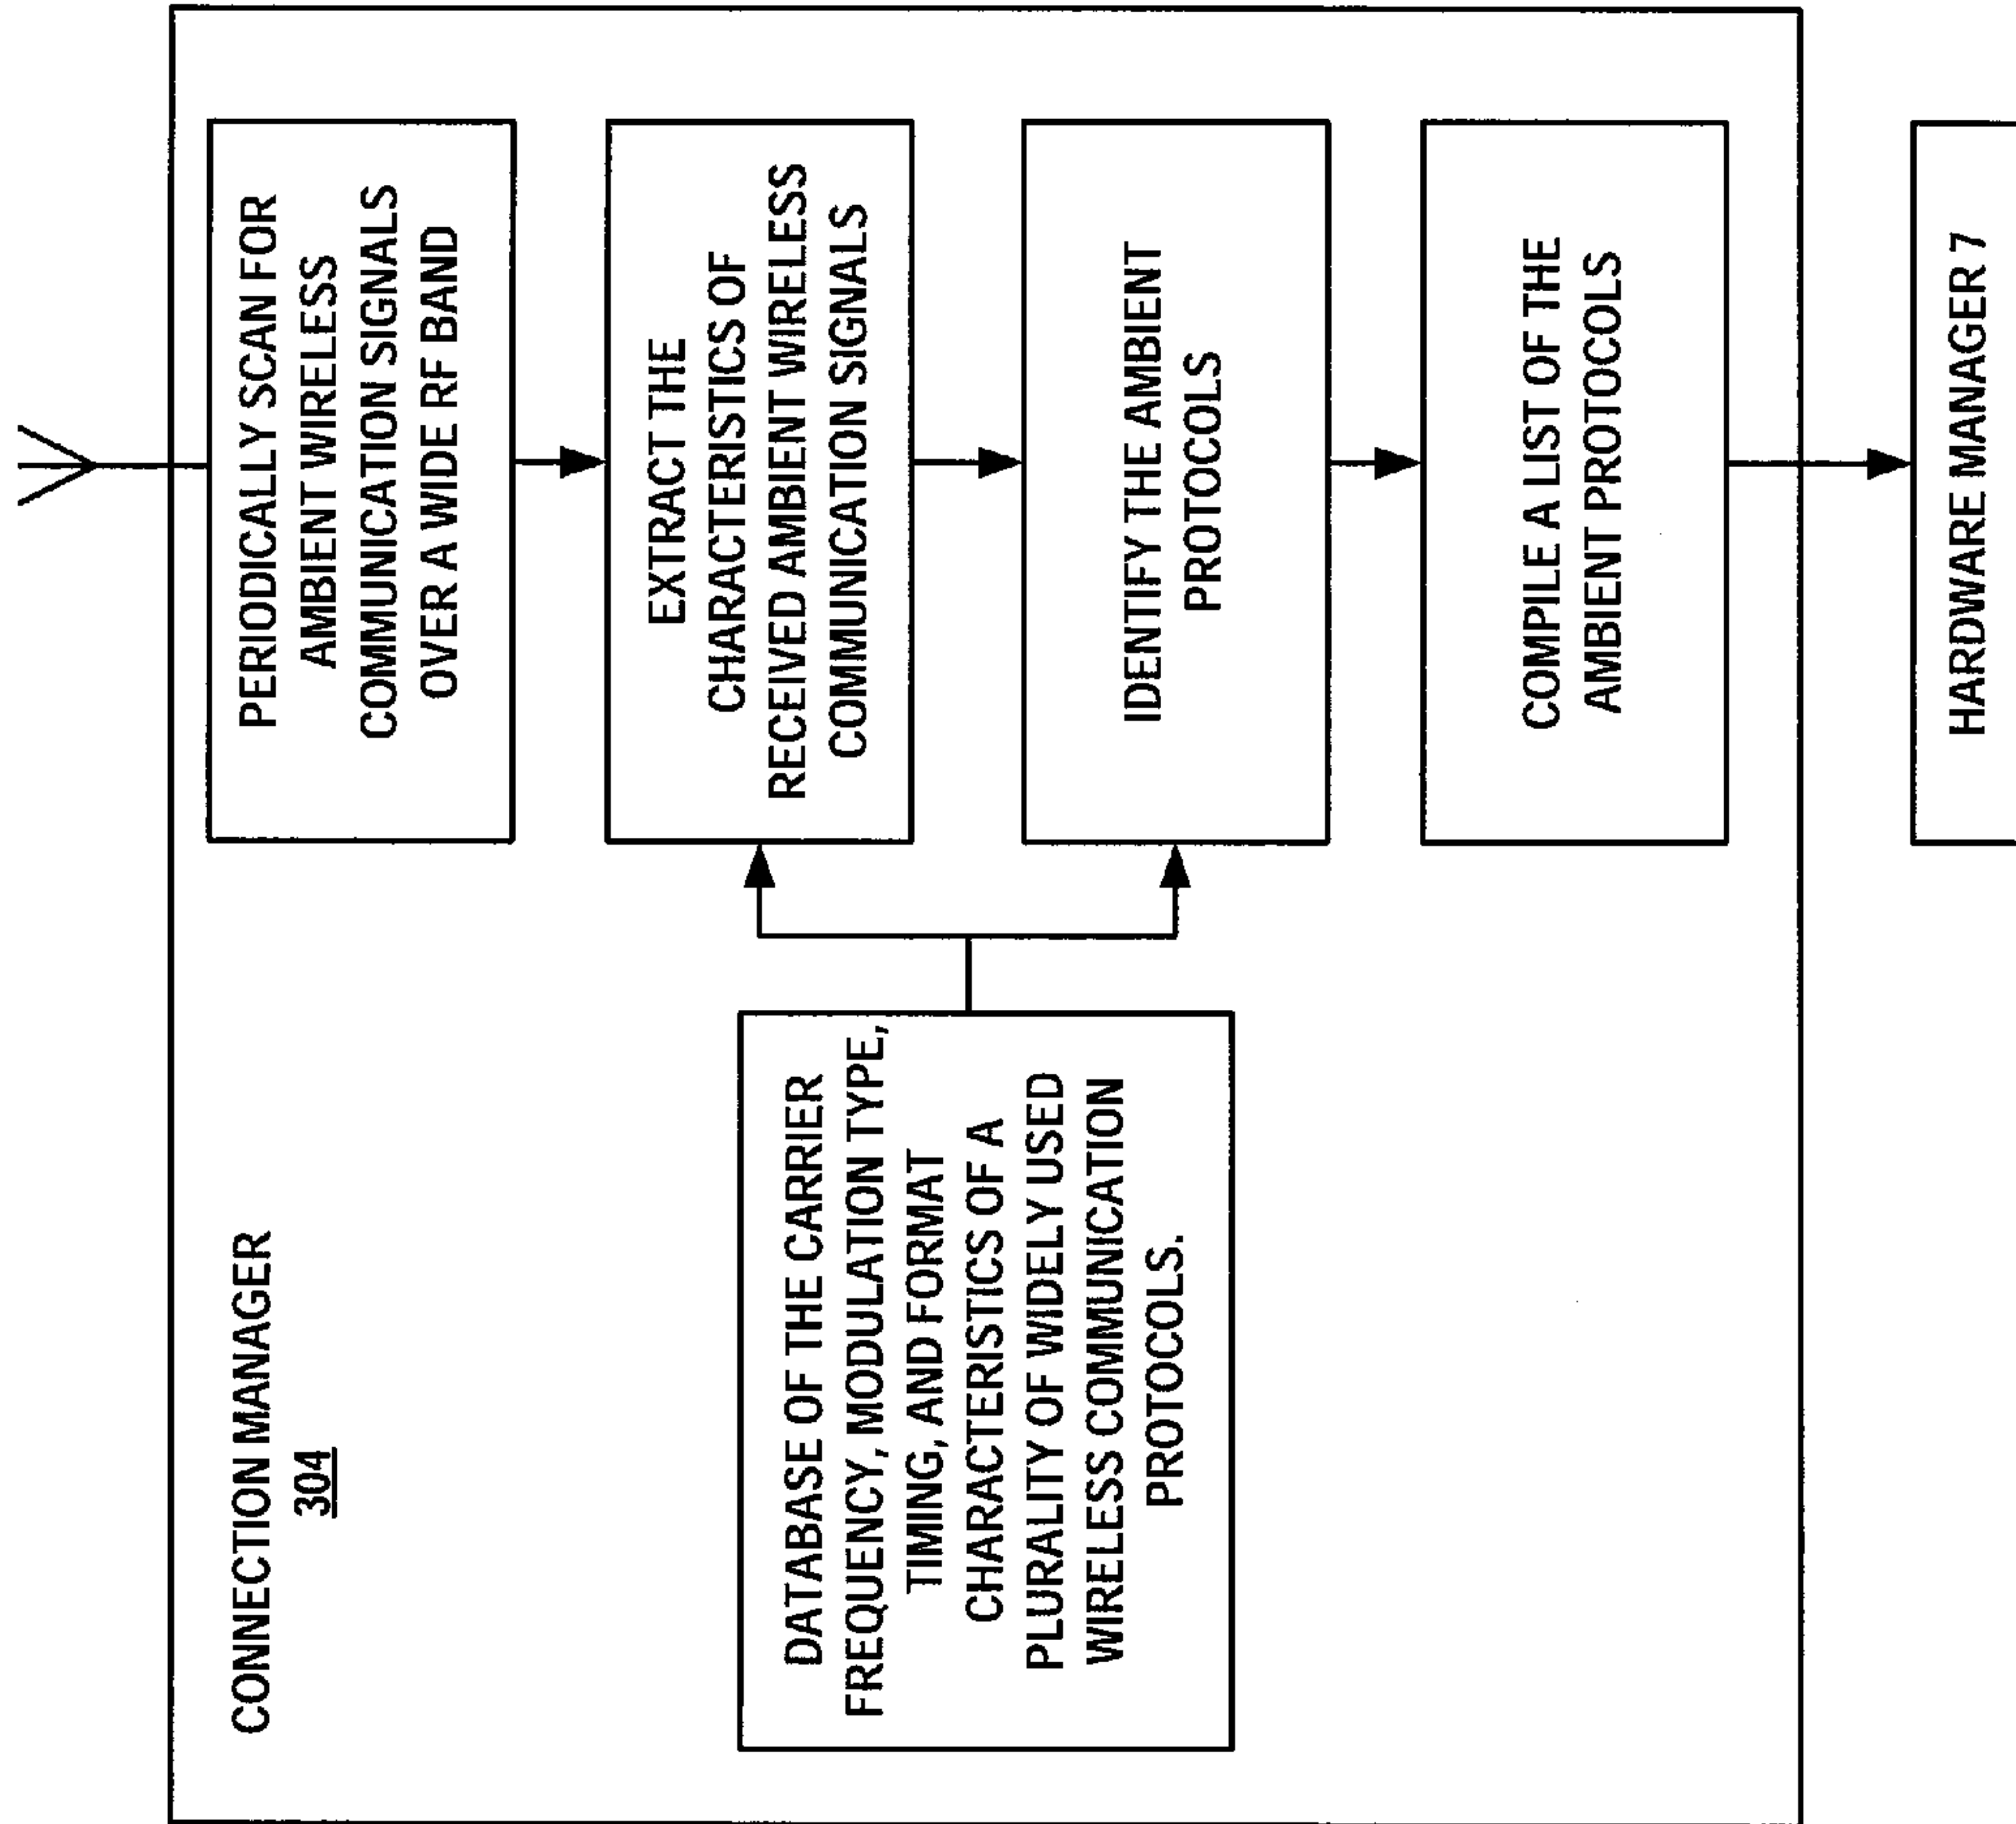 CONNECTION MANAGER
304
PERIODICALLY SCAN FOR
AMBIENT WIRELESS
COMMUNICATION SIGNALS
OVER A WIDE RF BAND
EXTRACT THE
CHARACTERISTICS OF
RECEIVED AMBIENT WIRELESS
COMMUNICATION SIGNALS
DATABASE OF THE CARRIER
FREQUENCY, MODULATION TYPE,
TIMING, AND FORMAT
CHARACTERISTICS OF A
PLURALITY OF WIDELY USED
WIRELESS COMMUNICATION
PROTOCOLS.
IDENTIFY THE AMBIENT
PROTOCOLS
COMPILE A LIST OF THE
AMBIENT PROTOCOLS
HARDWARE MANAGER 7